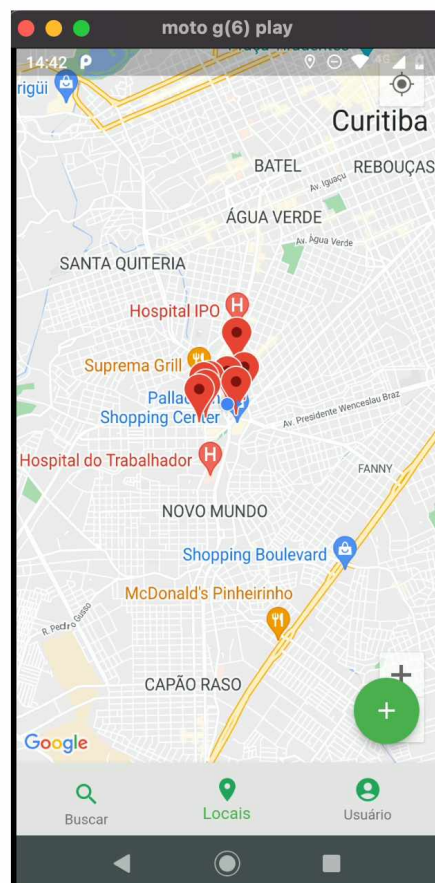 moto g(6) play
14:42
4G
rigüi
Curitiba
BATEL
REBOUÇAS
Av. Iguaçu
ÁGUA VERDE
Av. Água Verde
SANTA QUITERIA
Hospital IPO
H
Suprema Grill
Shopping Center
Av. Presidente Wenceslau Braz
Hospital do Trabalhador
H
FANNY
NOVO MUNDO
Shopping Boulevard
McDonald's Pinheirinho
R. Pedro Gusso
CAPÃO RASO
+
+
Google
Buscar
Locais
Usuário